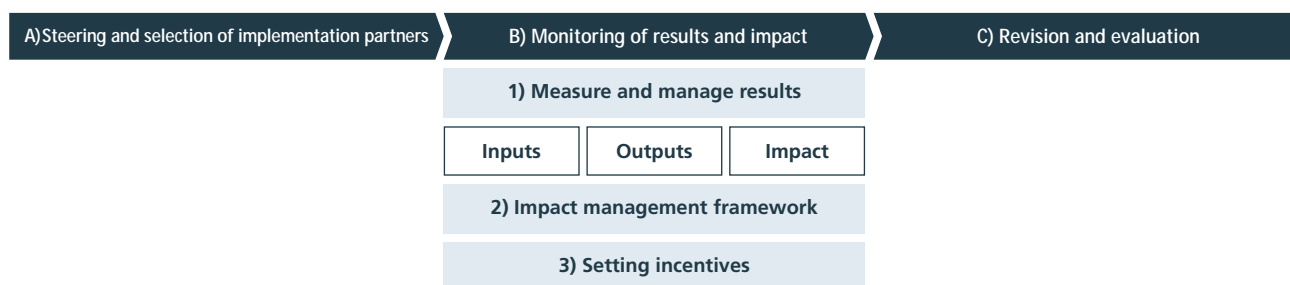 A)Steering and selection of implementation partners
B) Monitoring of results and impact
C) Revision and evaluation
1) Measure and manage results
Inputs
Outputs
Impact
2) Impact management framework
3) Setting incentives